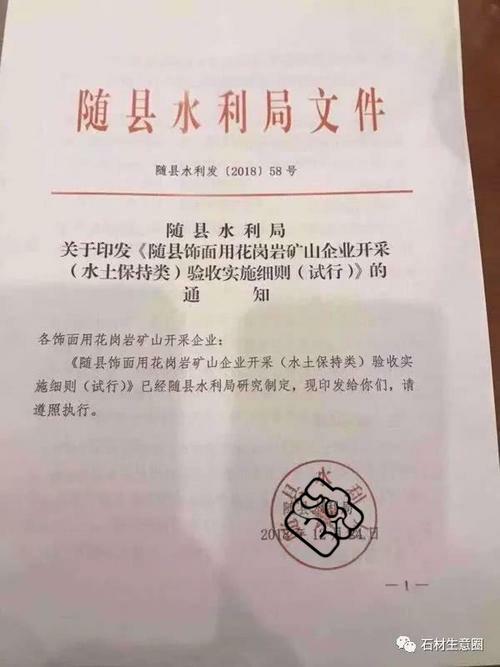 随县水利局文件
随县水利发〔2018〕58号
随县水利局
关于印发《随县饰面用花岗岩矿山企业开采
（水土保持类）验收实施细则（试行）》的
通 知
各饰面用花岗岩矿山开采企业：
《随县饰面用花岗岩矿山企业开采（水土保持类）验收实
施细则（试行）》已经随县水利局研究制定，现印发给你们，请
遵照执行。
随县
2018年12月24日
—1
石材生意圈